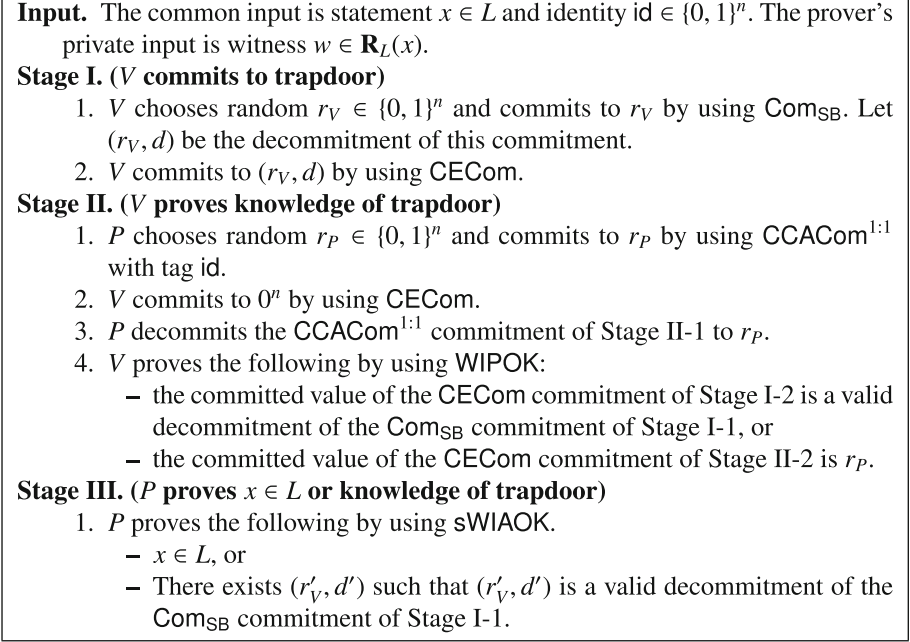 Input. The common input is statement x ∈ L and identity id ∈ {0, 1}ⁿ. The prover's
private input is witness w ∈ R_L(x).
Stage I. (V commits to trapdoor)
1. V chooses random r_V ∈ {0, 1}ⁿ and commits to r_V by using Com_SB. Let
(r_V, d) be the decommitment of this commitment.
2. V commits to (r_V, d) by using CECom.
Stage II. (V proves knowledge of trapdoor)
1. P chooses random r_P ∈ {0, 1}ⁿ and commits to r_P by using CCACom^{1:1}
with tag id.
2. V commits to 0ⁿ by using CECom.
3. P decommits the CCACom^{1:1} commitment of Stage II-1 to r_P.
4. V proves the following by using WIPOK:
– the committed value of the CECom commitment of Stage I-2 is a valid
decommitment of the Com_SB commitment of Stage I-1, or
– the committed value of the CECom commitment of Stage II-2 is r_P.
Stage III. (P proves x ∈ L or knowledge of trapdoor)
1. P proves the following by using sWIAOK.
– x ∈ L, or
– There exists (r′_V, d′) such that (r′_V, d′) is a valid decommitment of the
Com_SB commitment of Stage I-1.